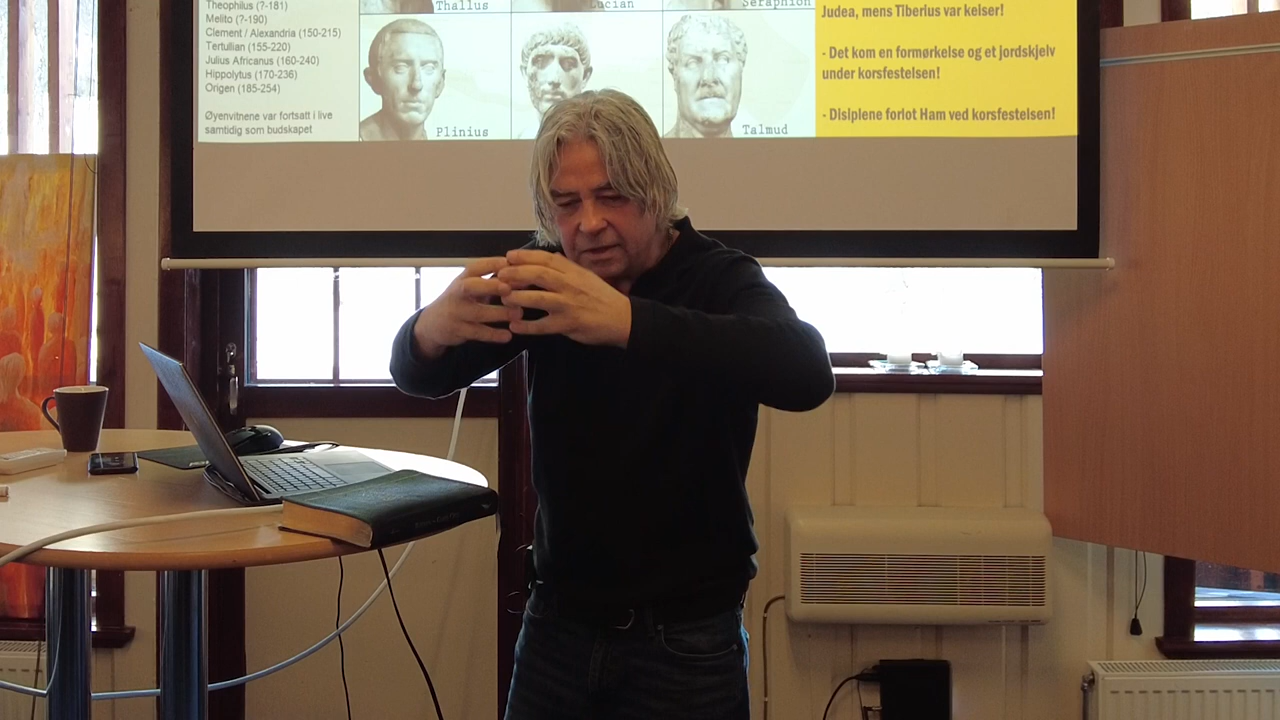 Theophilus (?-181)
Melito (?-190)
Clement / Alexandria (150-215)
Tertullian (155-220)
Julius Africanus (160-240)
Hippolytus (170-236)
Origen (185-254)
Øyenvitnene var fortsatt i live
samtidig som budskapet
Thallus
Lucian
Seraphion
Plinius
Talmud
Judea, mens Tiberius var keiser!
- Det kom en formørkelse og et jordskjelv
under korsfestelsen!
- Disiplene forlot Ham ved korsfestelsen!